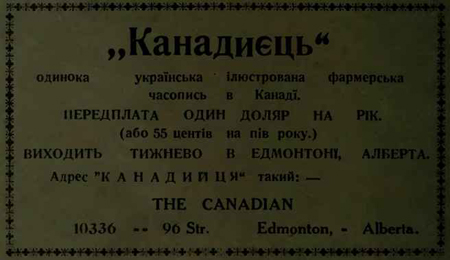 „Канадиєць“
одинока українська ілюстрована фармерська
часопись в Канаді.
ПЕРЕДПЛАТА ОДИН ДОЛЯР НА РІК.
(або 55 центів на пів року.)
ВИХОДИТЬ ТИЖНЕВО В ЕДМОНТОНІ, АЛБЕРТА.
Адрес "КАНАДИЙЦЯ“ такий: —
THE CANADIAN
10336 -- 96 Str. Edmonton, - Alberta.